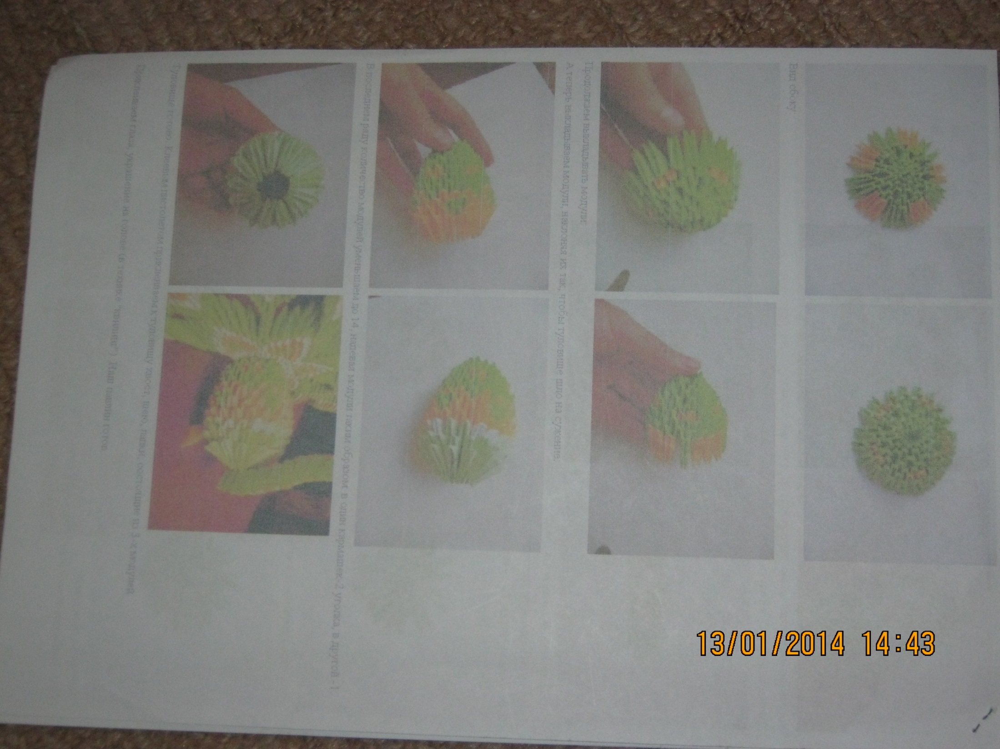 Вид сбоку
Продолжаем выкладывать модули.
А теперь выкладываем модули, наклоняя их так, чтобы туловище шло на сужение.
В последнем ряду количество модулей уменьшаем до 14, надевая модули таким образом, в один кармашек-2 уголка, в другой -1
Туловище готово. Клеевым пистолетом приклеиваем к туловищу хвост, шею, лапки, состоящие из 3-х модулей
Приклеиваем глаза, украшение на голове (в технике "квилинг"). Наш павлин готов
13/01/2014 14:43